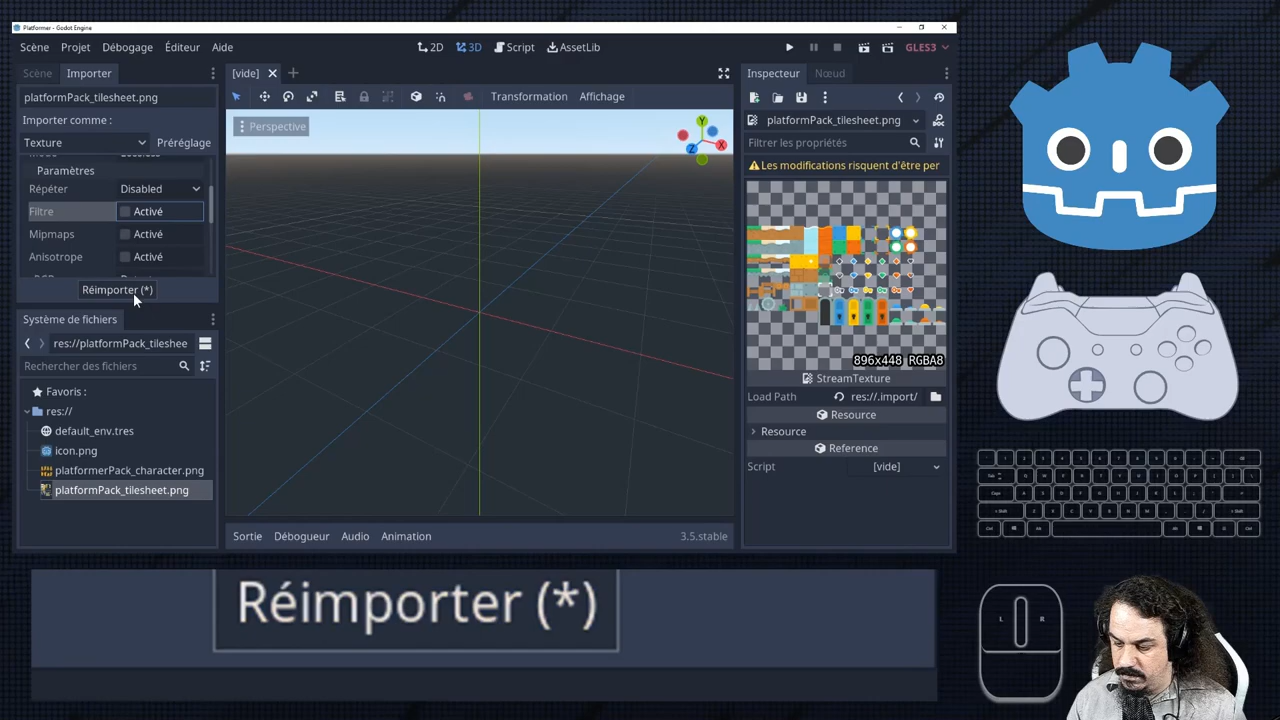 Platformer - Godot Engine
Scène Projet Débogage Éditeur Aide
2D 3D Script AssetLib
GLES3
Scène Importer
platformPack_tilesheet.png
Importer comme :
Texture Préréglage
Paramètres
Répéter Disabled
Filtre Activé
Mipmaps Activé
Anisotrope Activé
Réimporter (*)
Système de fichiers
res://platformPack_tileshee
Rechercher des fichiers
Favoris :
res://
default_env.tres
icon.png
platformerPack_character.png
platformPack_tilesheet.png
[vide]
Transformation Affichage
Perspective
Y
X
Z
Sortie Débogueur Audio Animation 3.5.stable
Inspecteur Nœud
platformPack_tilesheet.png
Filtrer les propriétés
Les modifications risquent d'être per
896x448 RGBA8
StreamTexture
Load Path res://.import/
Resource
Resource
Reference
Script [vide]
Réimporter (*)
L R